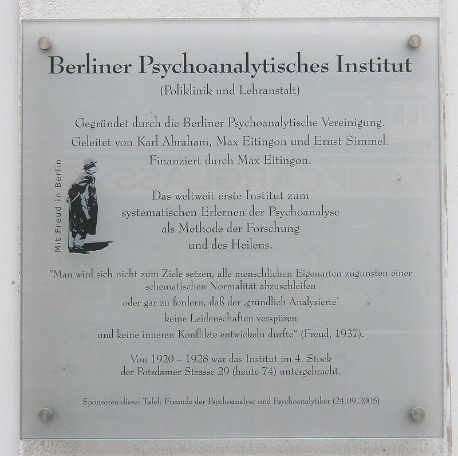 Berliner Psychoanalytisches Institut
(Poliklinik und Lehranstalt)
Gegründet durch die Berliner Psychoanalytische Vereinigung.
Geleitet von Karl Abraham, Max Eitingon und Ernst Simmel.
Finanziert durch Max Eitingon.
Mit Freud in Berlin
Das weltweit erste Institut zum
systematischen Erlernen der Psychoanalyse
als Methode der Forschung
und des Heilens.
"Man wird sich nicht zum Ziele setzen, alle menschlichen Eigenarten zugunsten einer
schematischen Normalität abzuschleifen
oder gar zu fordern, daß der 'gründlich Analysierte'
keine Leidenschaften verspüren
und keine inneren Konflikte entwickeln dürfte" (Freud, 1937).
Von 1920 – 1928 war das Institut im 4. Stock
der Potsdamer Strasse 29 (heute 74) untergebracht.
Sponsoren dieser Tafel: Freunde der Psychoanalyse und Psychoanalytiker (24.09.2005)